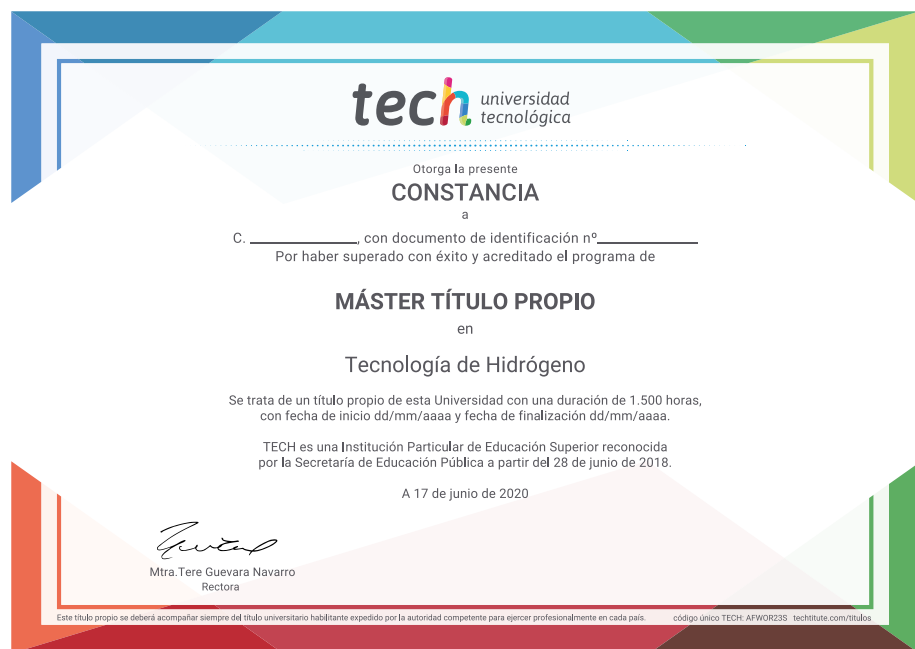 tech universidad
tecnológica
Otorga la presente
CONSTANCIA
a
C. ______________, con documento de identificación nº______________
Por haber superado con éxito y acreditado el programa de
MÁSTER TÍTULO PROPIO
en
Tecnología de Hidrógeno
Se trata de un título propio de esta Universidad con una duración de 1.500 horas,
con fecha de inicio dd/mm/aaaa y fecha de finalización dd/mm/aaaa.
TECH es una Institución Particular de Educación Superior reconocida
por la Secretaría de Educación Pública a partir del 28 de junio de 2018.
A 17 de junio de 2020
Mtra.Tere Guevara Navarro
Rectora
Este título propio se deberá acompañar siempre del título universitario habilitante expedido por la autoridad competente para ejercer profesionalmente en cada país. código único TECH: AFWOR23S techtitute.com/titulos